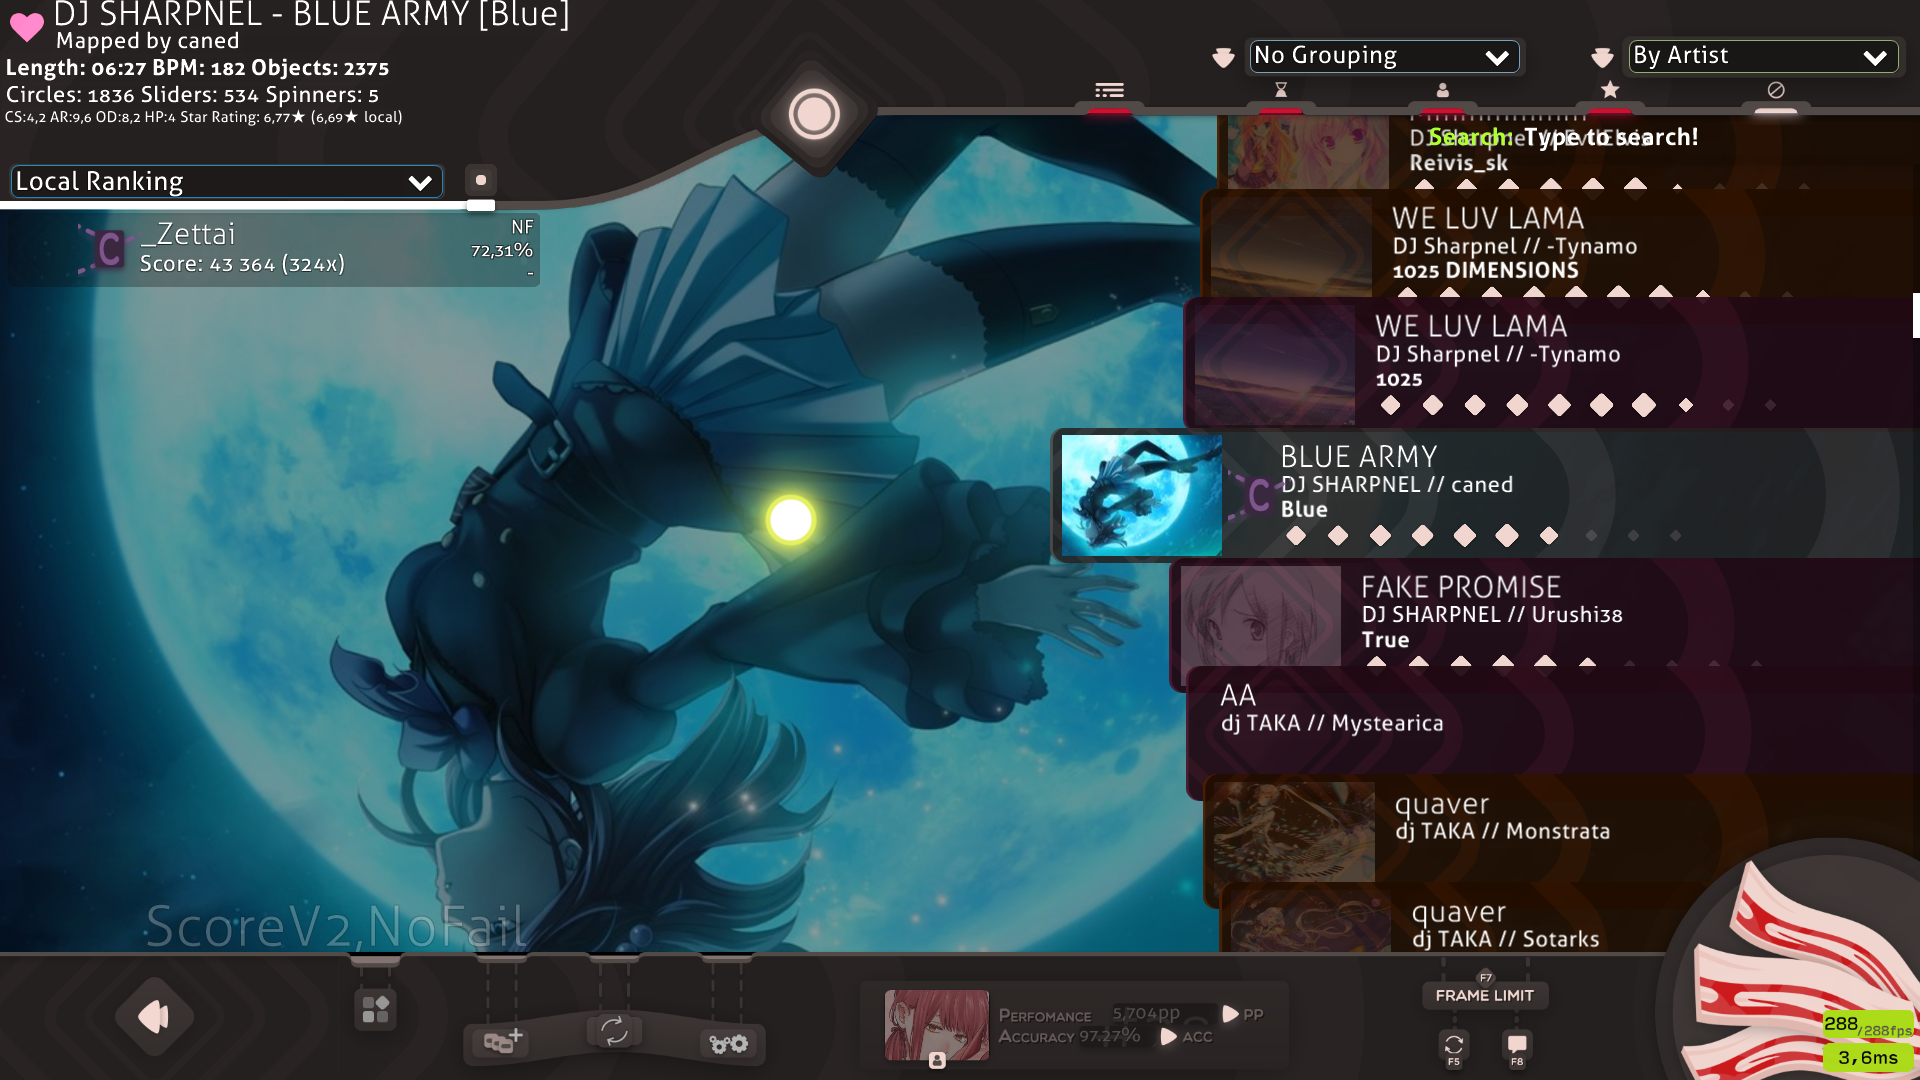 DJ SHARPNEL - BLUE ARMY [Blue]
Mapped by caned
Length: 06:27 BPM: 182 Objects: 2375
Circles: 1836 Sliders: 534 Spinners: 5
CS:4,2 AR:9,6 OD:8,2 HP:4 Star Rating: 6,77★ (6,69★ local)
No Grouping
By Artist
Local Ranking
C
_Zettai
Score: 43 364 (324x)
NF
72,31%
-
Search: Type to search!
DJ Sharpnel //
Reivis_sk
WE LUV LAMA
DJ Sharpnel // -Tynamo
1025 DIMENSIONS
WE LUV LAMA
DJ Sharpnel // -Tynamo
1025
C
BLUE ARMY
DJ SHARPNEL // caned
Blue
FAKE PROMISE
DJ SHARPNEL // Urushi38
True
AA
dj TAKA // Mystearica
quaver
dj TAKA // Monstrata
quaver
dj TAKA // Sotarks
ScoreV2,NoFail
Perfomance 5,704pp
PP
Accuracy 97.27%
ACC
F7
FRAME LIMIT
F5
F8
288/288fps
3,6ms